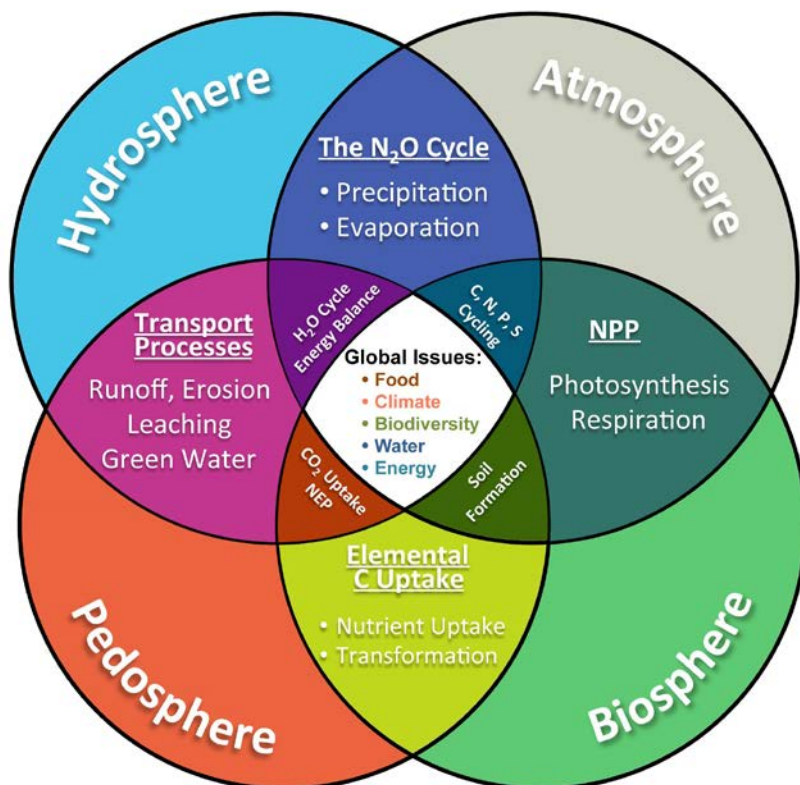 Hydrosphere
Atmosphere
The N₂O Cycle
• Precipitation
• Evaporation
H₂O Cycle
Energy Balance
C, N, P, S
Cycling
Transport
Processes
Runoff, Erosion
Leaching
Green Water
Global Issues:
• Food
• Climate
• Biodiversity
• Water
• Energy
NPP
Photosynthesis
Respiration
CO₂ Uptake
NEP
Soil
Formation
Elemental
C Uptake
• Nutrient Uptake
• Transformation
Pedosphere
Biosphere